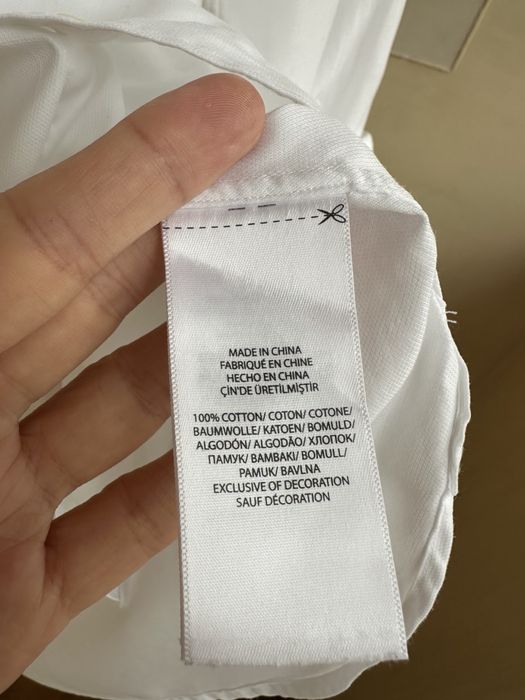 MADE IN CHINA
FABRIQUÉ EN CHINE
HECHO EN CHINA
ÇİN'DE ÜRETİLMİŞTİR
100% COTTON/ COTON/ COTONE/
BAUMWOLLE/ KATOEN/ BOMULD/
ALGODÓN/ ALGODÃO/ ХЛОПОК/
ПАМУК/ BAMBAKI/ BOMULL/
PAMUK/ BAVLNA
EXCLUSIVE OF DECORATION
SAUF DÉCORATION